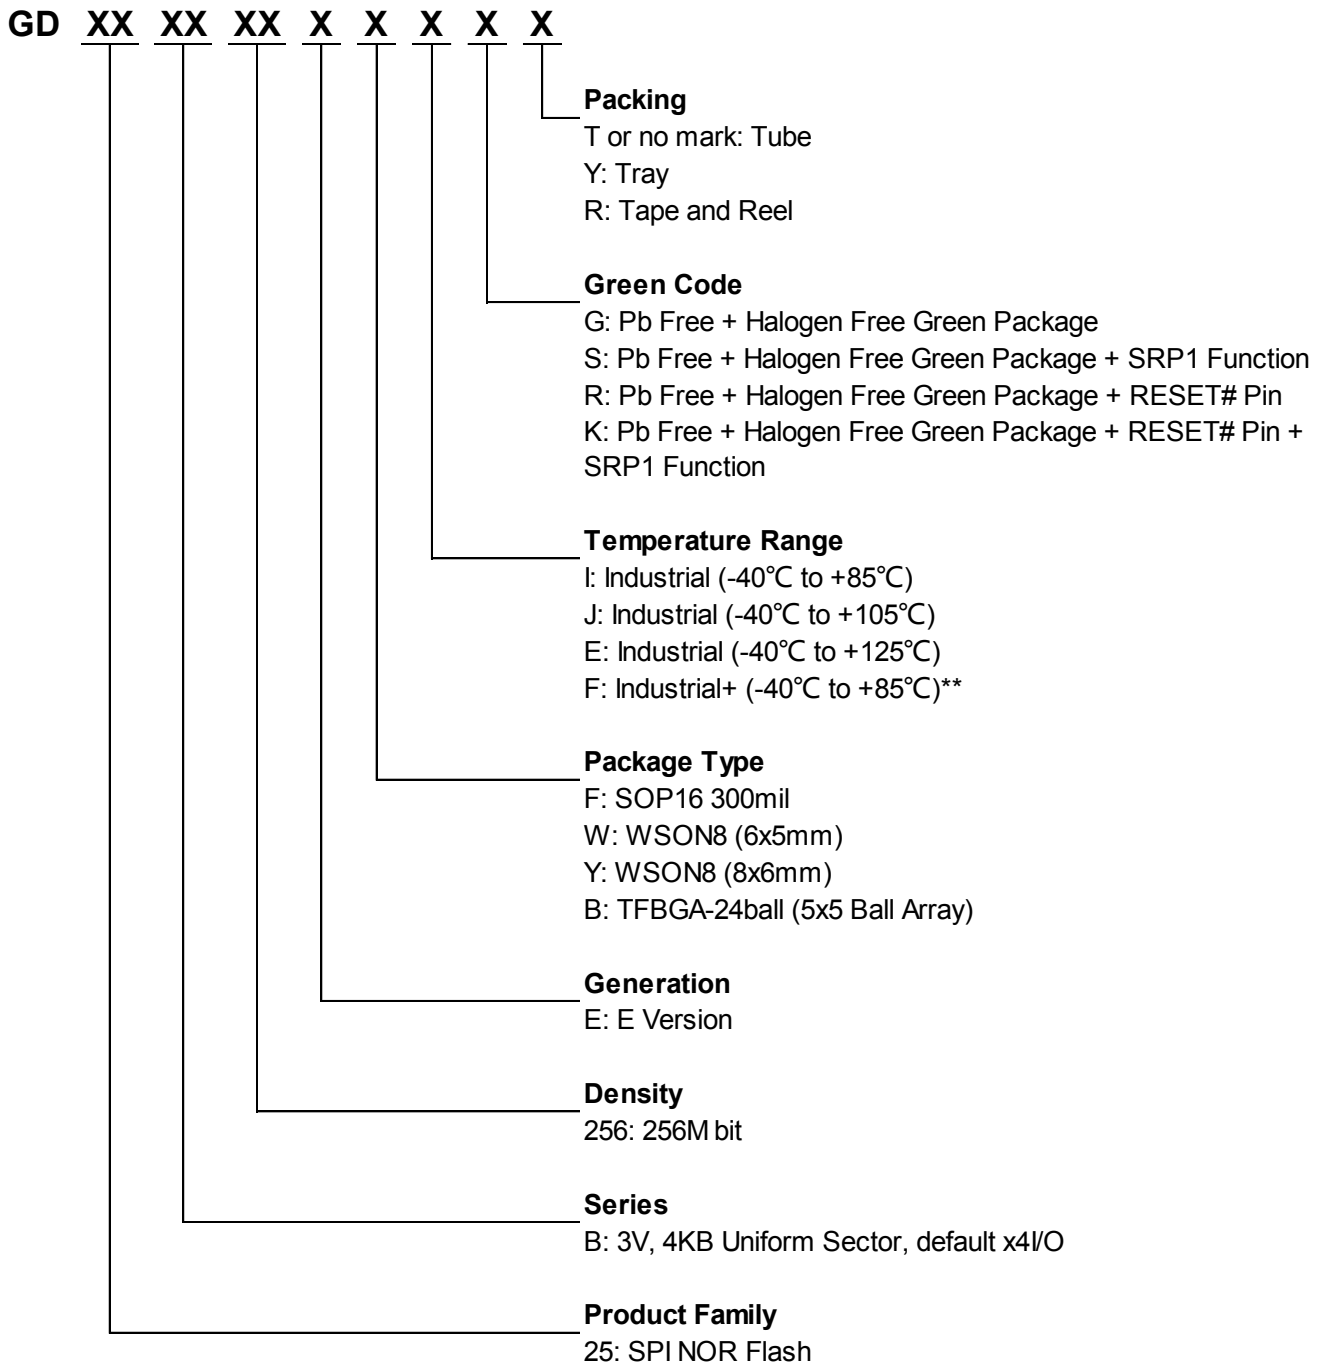 GD XX XX XX X X X X X
Packing
T or no mark: Tube
Y: Tray
R: Tape and Reel
Green Code
G: Pb Free + Halogen Free Green Package
S: Pb Free + Halogen Free Green Package + SRP1 Function
R: Pb Free + Halogen Free Green Package + RESET# Pin
K: Pb Free + Halogen Free Green Package + RESET# Pin +
SRP1 Function
Temperature Range
I: Industrial (-40℃ to +85℃)
J: Industrial (-40℃ to +105℃)
E: Industrial (-40℃ to +125℃)
F: Industrial+ (-40℃ to +85℃)**
Package Type
F: SOP16 300mil
W: WSON8 (6x5mm)
Y: WSON8 (8x6mm)
B: TFBGA-24ball (5x5 Ball Array)
Generation
E: E Version
Density
256: 256M bit
Series
B: 3V, 4KB Uniform Sector, default x4I/O
Product Family
25: SPI NOR Flash